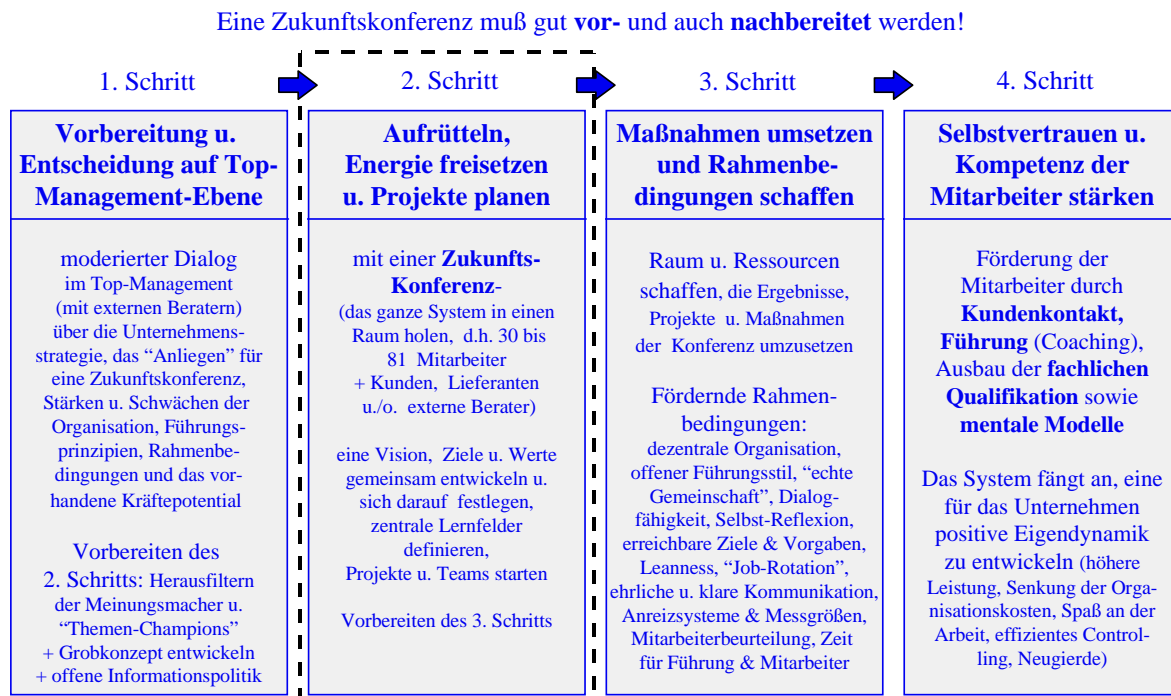 Eine Zukunftskonferenz muß gut vor- und auch nachbereitet werden!
1. Schritt
Vorbereitung u.
Entscheidung auf Top-
Management-Ebene
moderierter Dialog
im Top-Management
(mit externen Beratern)
über die Unternehmens-
strategie, das “Anliegen” für
eine Zukunftskonferenz,
Stärken u. Schwächen der
Organisation, Führungs-
prinzipien, Rahmenbe-
dingungen und das vor-
handene Kräftepotential
Vorbereiten des
2. Schritts: Herausfiltern
der Meinungsmacher u.
“Themen-Champions”
+ Grobkonzept entwickeln
+ offene Informationspolitik
2. Schritt
Aufrütteln,
Energie freisetzen
u. Projekte planen
mit einer Zukunfts-
Konferenz-
(das ganze System in einen
Raum holen, d.h. 30 bis
81 Mitarbeiter
+ Kunden, Lieferanten
u./o. externe Berater)
eine Vision, Ziele u. Werte
gemeinsam entwickeln u.
sich darauf festlegen,
zentrale Lernfelder
definieren,
Projekte u. Teams starten
Vorbereiten des 3. Schritts
3. Schritt
Maßnahmen umsetzen
und Rahmenbe-
dingungen schaffen
Raum u. Ressourcen
schaffen, die Ergebnisse,
Projekte u. Maßnahmen
der Konferenz umzusetzen
Fördernde Rahmen-
bedingungen:
dezentrale Organisation,
offener Führungsstil, “echte
Gemeinschaft”, Dialog-
fähigkeit, Selbst-Reflexion,
erreichbare Ziele & Vorgaben,
Leanness, “Job-Rotation”,
ehrliche u. klare Kommunikation,
Anreizsysteme & Messgrößen,
Mitarbeiterbeurteilung, Zeit
für Führung & Mitarbeiter
4. Schritt
Selbstvertrauen u.
Kompetenz der
Mitarbeiter stärken
Förderung der
Mitarbeiter durch
Kundenkontakt,
Führung (Coaching),
Ausbau der fachlichen
Qualifikation sowie
mentale Modelle
Das System fängt an, eine
für das Unternehmen
positive Eigendynamik
zu entwickeln (höhere
Leistung, Senkung der Orga-
nisationskosten, Spaß an der
Arbeit, effizientes Control-
ling, Neugierde)